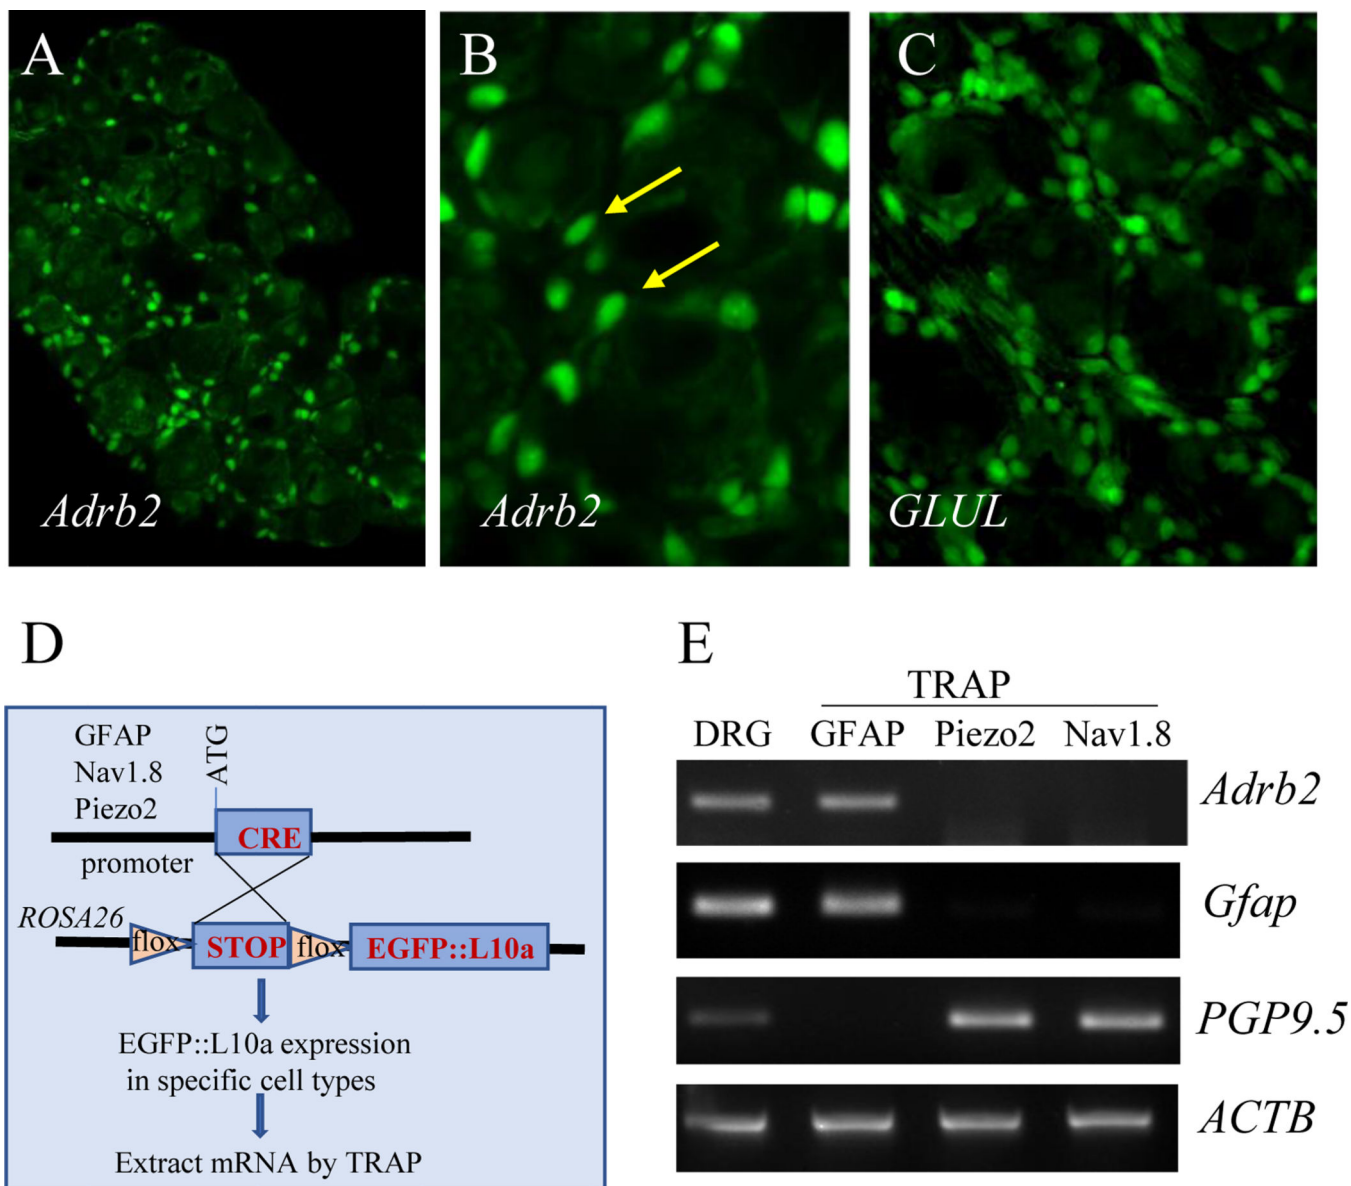 A
B
C
Adrb2
Adrb2
GLUL
D
GFAP
Nav1.8
Piezo2
ATG
CRE
promoter
ROSA26
flox
STOP
flox
EGFP::L10a
EGFP::L10a expression
in specific cell types
Extract mRNA by TRAP
E
TRAP
DRG GFAP Piezo2 Nav1.8
Adrb2
Gfap
PGP9.5
ACTB